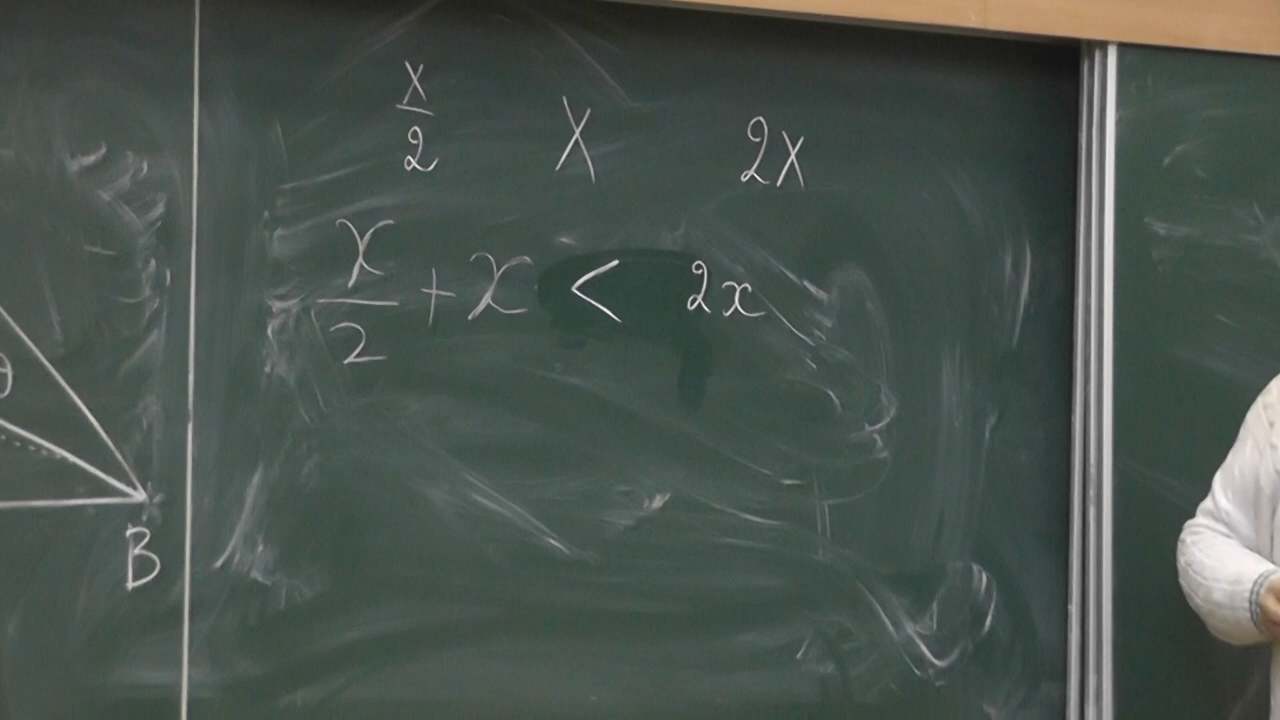 x/2 x 2x
x/2 + x < 2x
θ
B